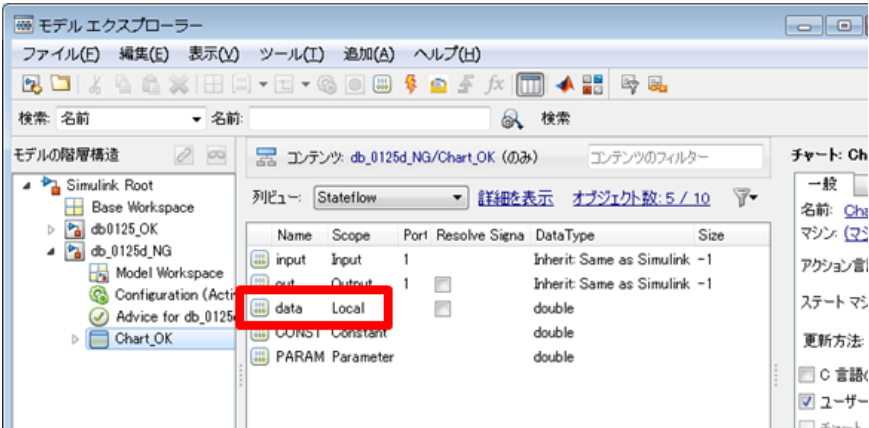 モデル エクスプローラー
ファイル(F) 編集(E) 表示(V) ツール(T) 追加(A) ヘルプ(H)
検索: 名前 名前: 検索
モデルの階層構造
Simulink Root
Base Workspace
db0125_OK
db_0125d_NG
Model Workspace
Configuration (Acti
Advice for db_0125
Chart_OK
コンテンツ: db_0125d_NG/Chart_OK (のみ) コンテンツのフィルター
列ビュー: Stateflow 詳細を表示 オブジェクト数: 5 / 10
Name Scope Port Resolve Signa DataType Size
input Input 1 Inherit: Same as Simulink -1
out Output 1 Inherit: Same as Simulink -1
data Local double
CONST Constant double
PARAM Parameter double
チャート: Ch
一般
名前: Cha
マシン: (マシ
アクション言
ステート マシ
更新方法:
C 言語の
ユーザー
チャート